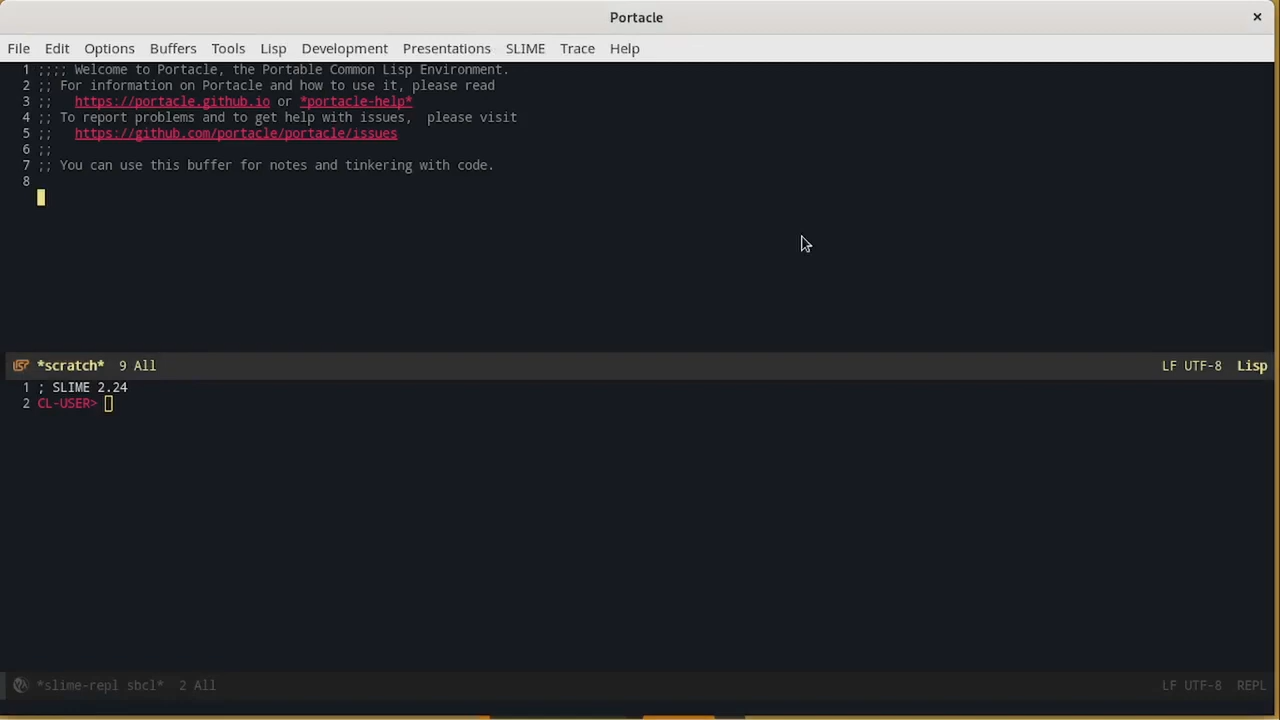 Portacle ×
File Edit Options Buffers Tools Lisp Development Presentations SLIME Trace Help
1 ;;;; Welcome to Portacle, the Portable Common Lisp Environment.
2 ;; For information on Portacle and how to use it, please read
3 ;;   https://portacle.github.io or *portacle-help*
4 ;; To report problems and to get help with issues,  please visit
5 ;;   https://github.com/portacle/portacle/issues
6 ;;
7 ;; You can use this buffer for notes and tinkering with code.
8
*scratch*  9 All LF UTF-8 Lisp
1 ; SLIME 2.24
2 CL-USER>
*slime-repl sbcl*  2 All LF UTF-8 REPL